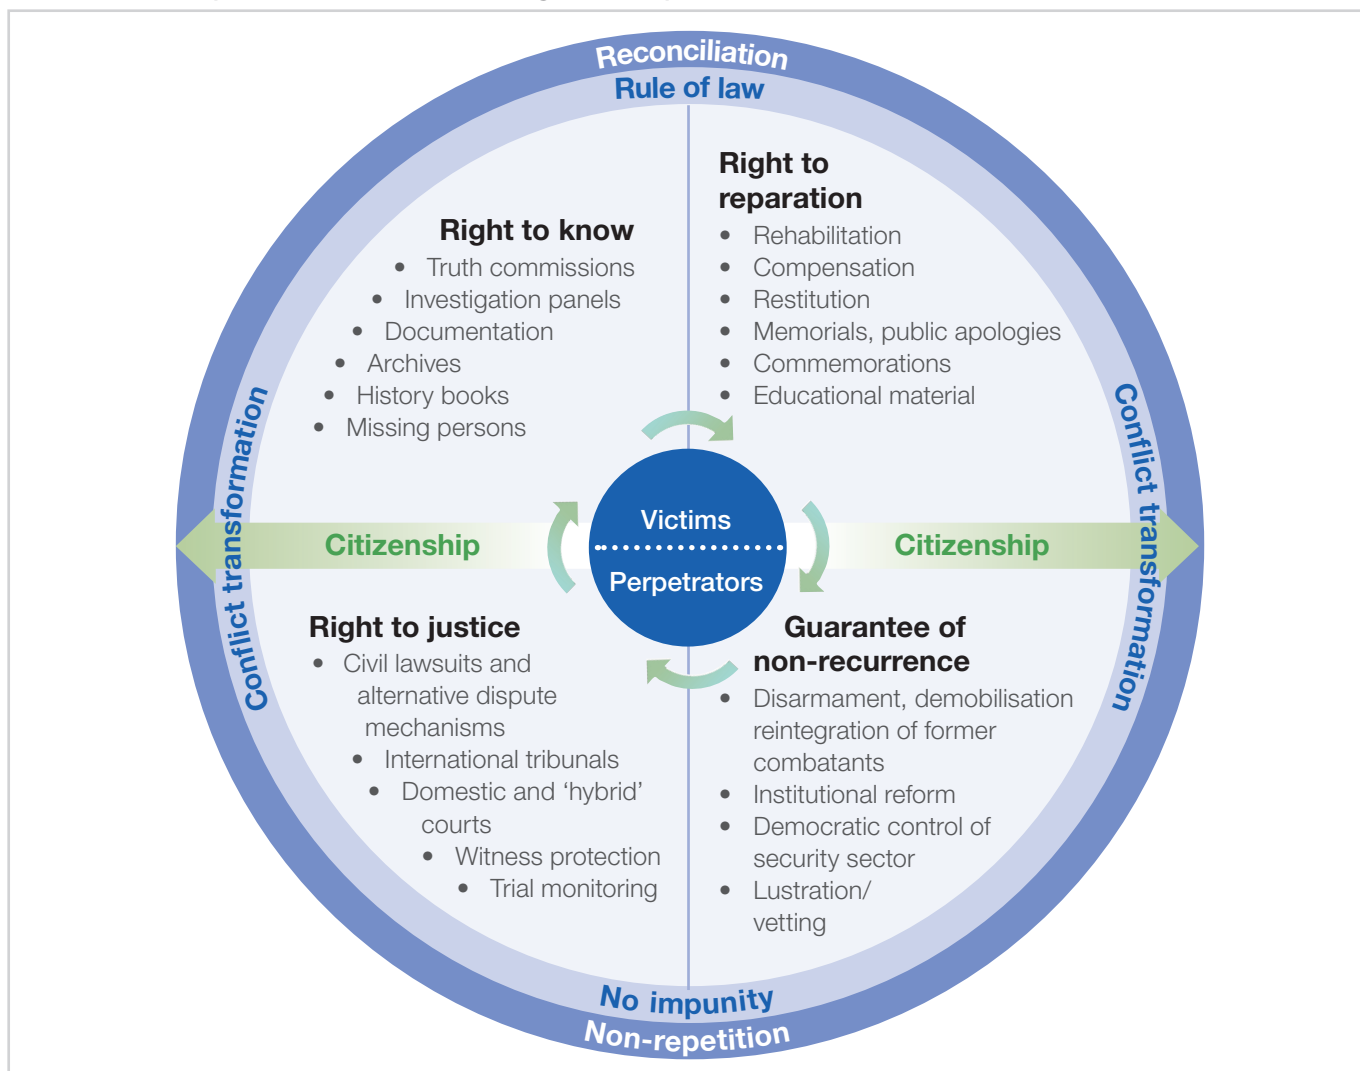 Reconciliation
Rule of law
Right to know
• Truth commissions
• Investigation panels
• Documentation
• Archives
• History books
• Missing persons
Right to
reparation
• Rehabilitation
• Compensation
• Restitution
• Memorials, public apologies
• Commemorations
• Educational material
Conflict transformation
Conflict transformation
Citizenship
Victims
Perpetrators
Citizenship
Right to justice
• Civil lawsuits and
alternative dispute
mechanisms
• International tribunals
• Domestic and ‘hybrid’
courts
• Witness protection
• Trial monitoring
Guarantee of
non-recurrence
• Disarmament, demobilisation
reintegration of former
combatants
• Institutional reform
• Democratic control of
security sector
• Lustration/
vetting
No impunity
Non-repetition